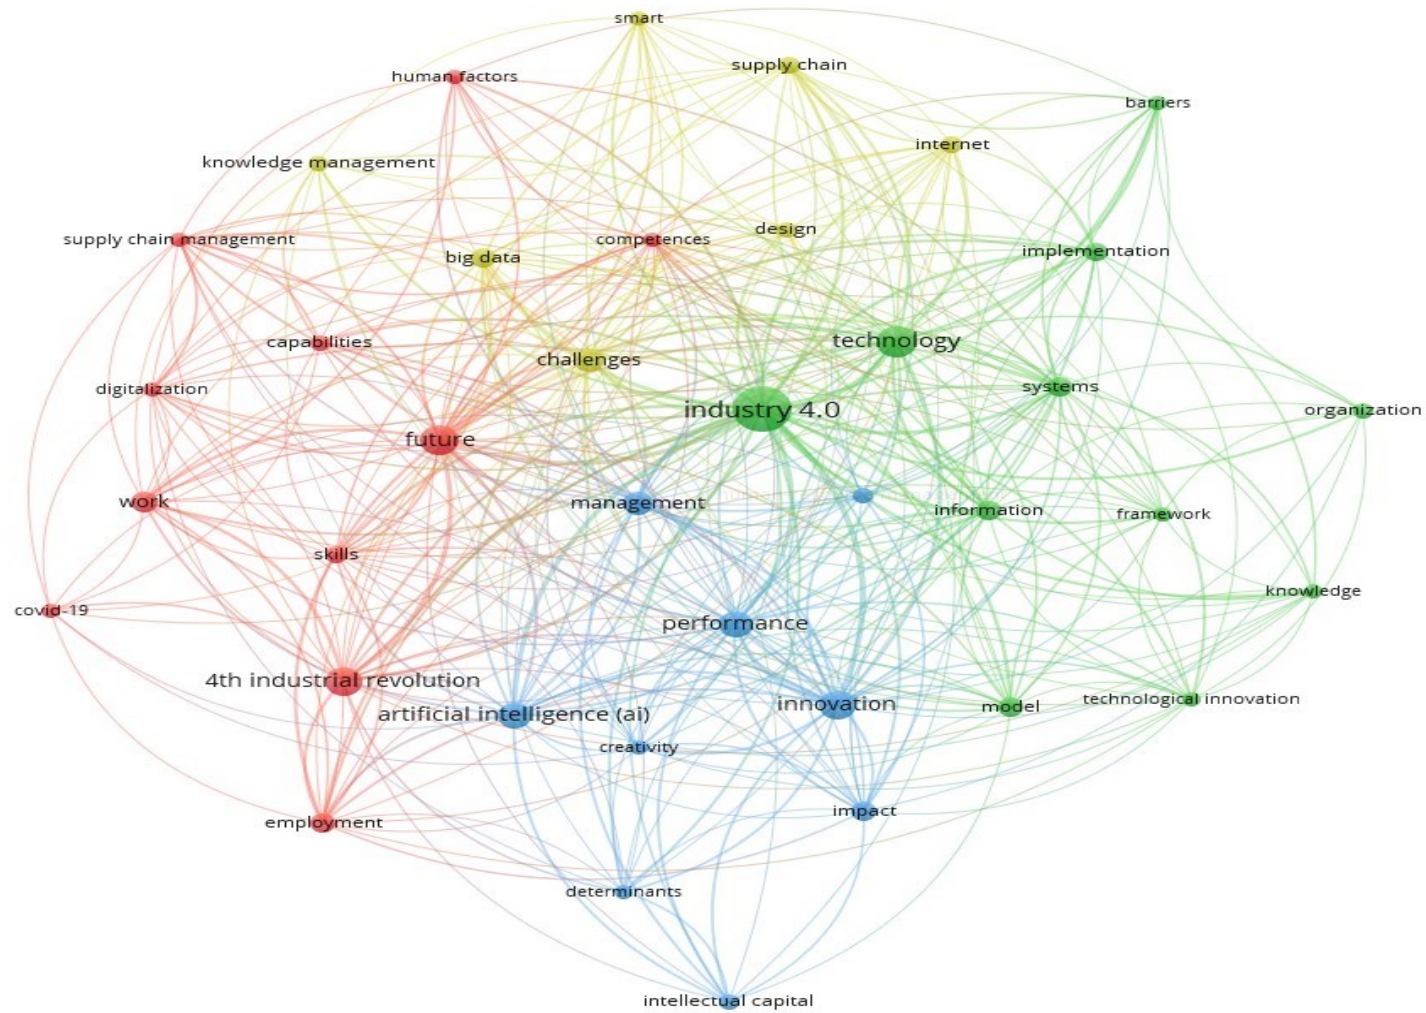 smart
supply chain
human factors
barriers
internet
knowledge management
design
supply chain management
competences
implementation
big data
technology
capabilities
challenges
systems
digitalization
industry 4.0
organization
future
work
management
information
framework
skills
knowledge
covid-19
performance
4th industrial revolution
technological innovation
innovation
model
artificial intelligence (ai)
creativity
impact
employment
determinants
intellectual capital